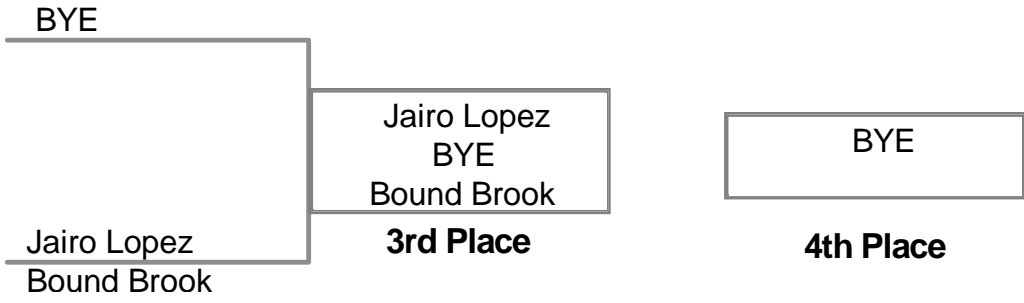 BYE
Jairo Lopez
BYE
Bound Brook
3rd Place
BYE
4th Place
Jairo Lopez
Bound Brook